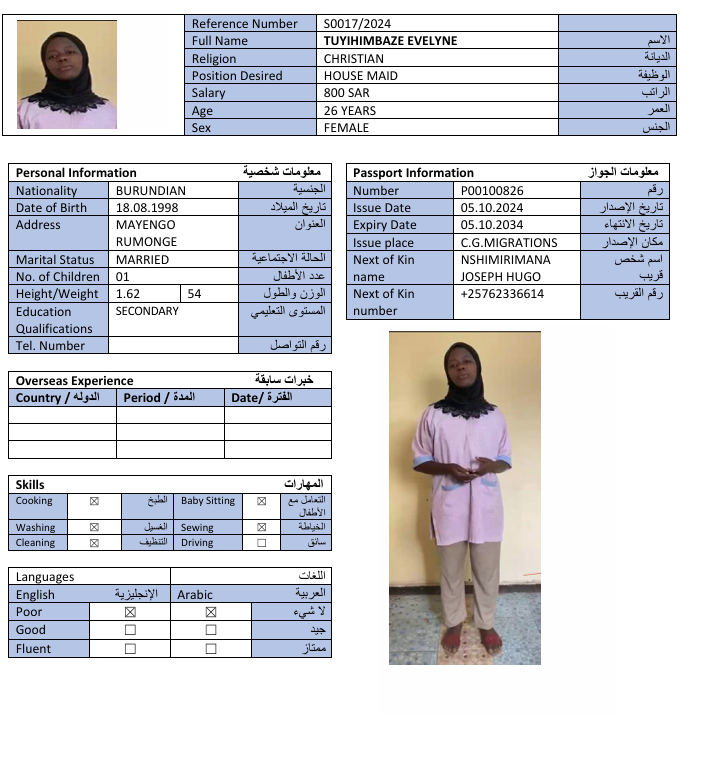 Reference Number S0017/2024
Full Name TUYIHIMBAZE EVELYNE الاسم
Religion CHRISTIAN الديانة
Position Desired HOUSE MAID الوظيفة
Salary 800 SAR الراتب
Age 26 YEARS العمر
Sex FEMALE الجنس
Personal Information معلومات شخصية
Nationality BURUNDIAN الجنسية
Date of Birth 18.08.1998 تاريخ الميلاد
Address MAYENGO العنوان
RUMONGE
Marital Status MARRIED الحالة الاجتماعية
No. of Children 01 عدد الأطفال
Height/Weight 1.62 54 الوزن والطول
Education SECONDARY المستوى التعليمي
Qualifications
Tel. Number رقم التواصل
Passport Information معلومات الجواز
Number P00100826 رقم
Issue Date 05.10.2024 تاريخ الإصدار
Expiry Date 05.10.2034 تاريخ الانتهاء
Issue place C.G.MIGRATIONS مكان الإصدار
Next of Kin NSHIMIRIMANA اسم شخص
name JOSEPH HUGO قريب
Next of Kin +25762336614 رقم القريب
number
Overseas Experience خبرات سابقة
Country / الدوله Period / المدة Date/ الفترة
Skills المهارات
Cooking ☒ الطبخ Baby Sitting ☒ التعامل مع
الأطفال
Washing ☒ الغسيل Sewing ☒ الخياطة
Cleaning ☒ التنظيف Driving ☐ سائق
Languages اللغات
English الإنجليزية Arabic العربية
Poor ☒ ☒ لا شيء
Good ☐ ☐ جيد
Fluent ☐ ☐ ممتاز